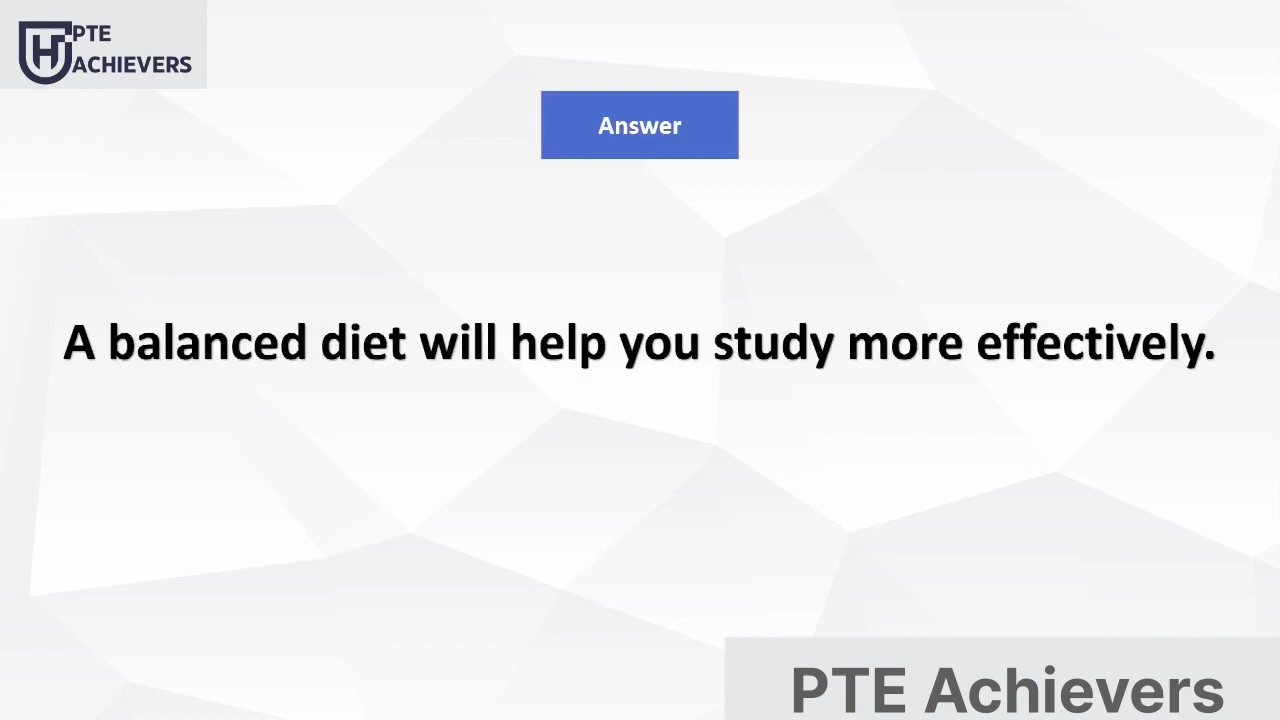 PTE
ACHIEVERS
Answer
A balanced diet will help you study more effectively.
PTE Achievers